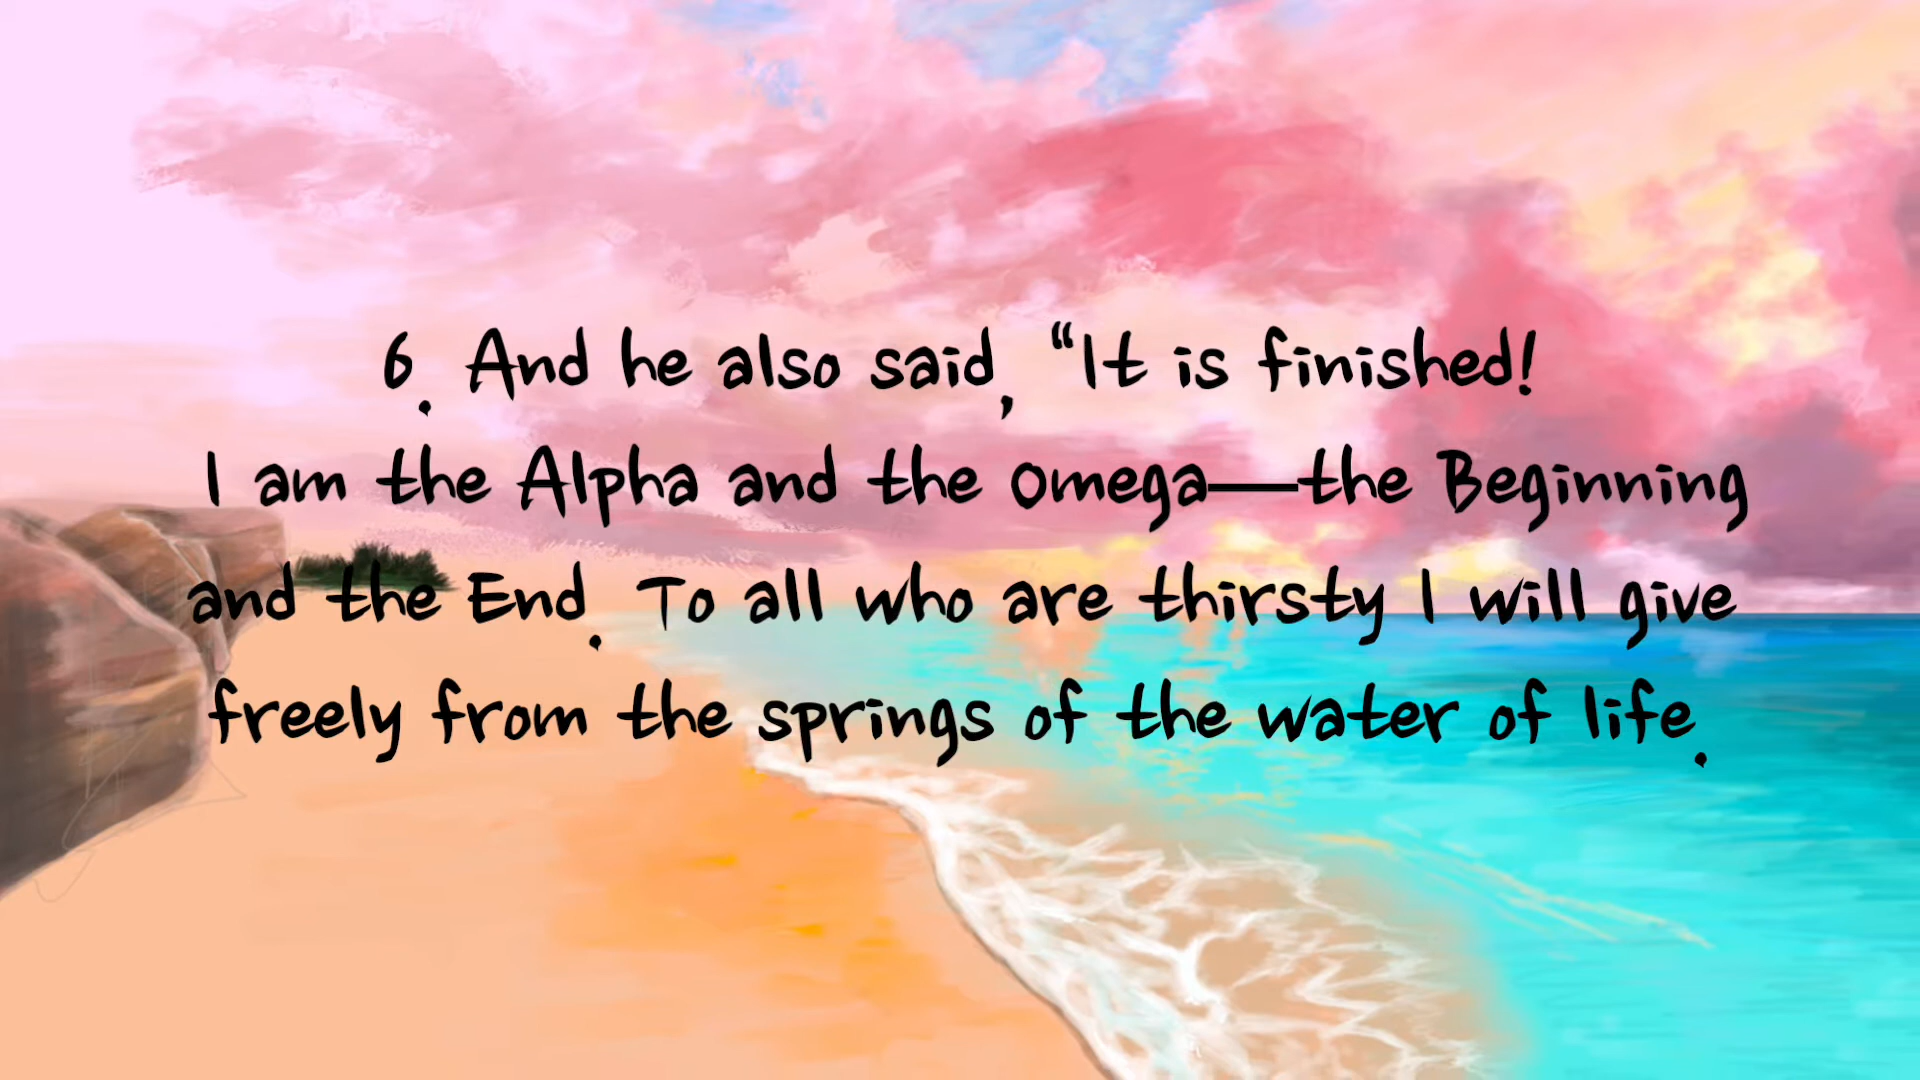 6. And he also said, “It is finished!
I am the Alpha and the Omega—the Beginning
and the End. To all who are thirsty I will give
freely from the springs of the water of life.